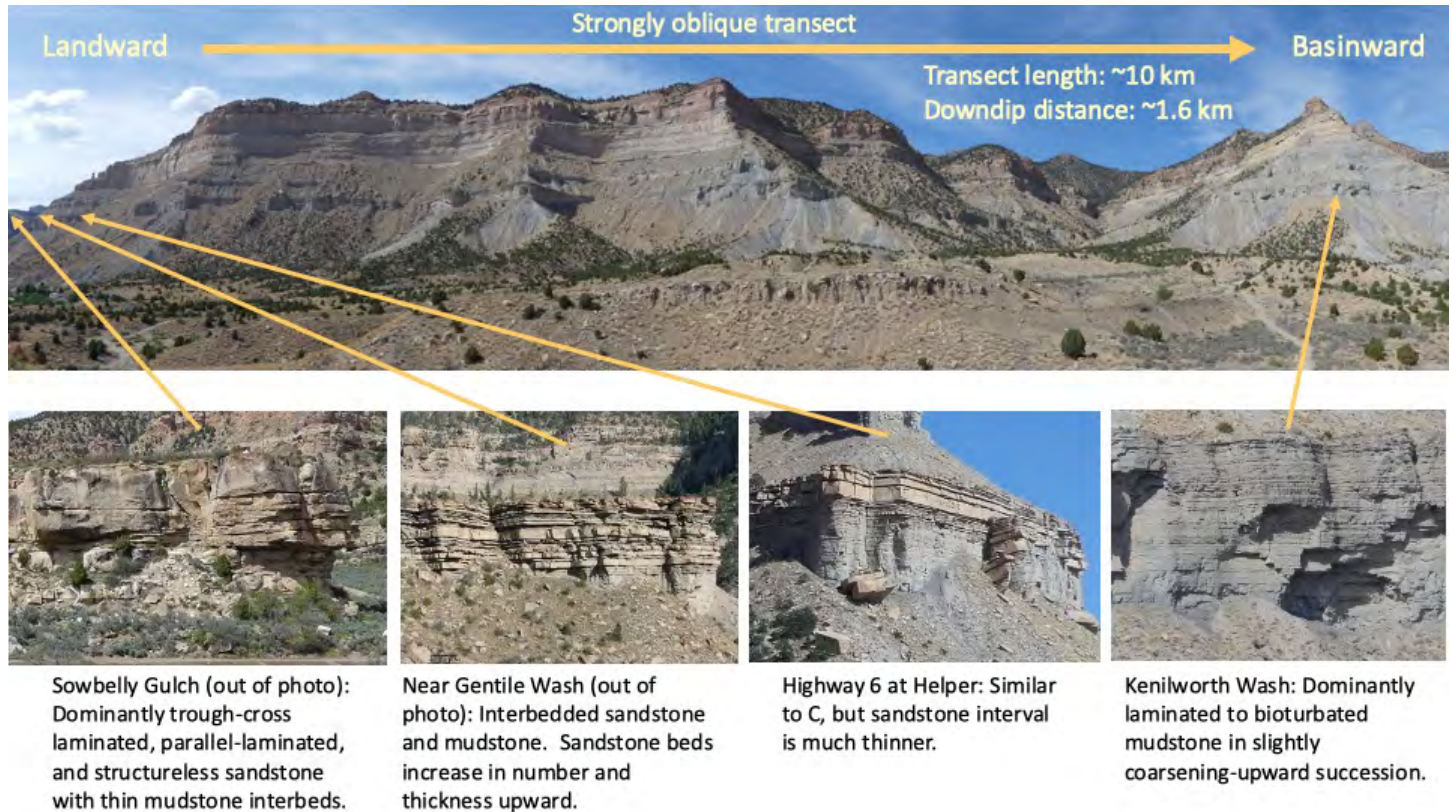 Strongly oblique transect
Landward
Basinward
Transect length: ~10 km
Downdip distance: ~1.6 km
Sowbelly Gulch (out of photo):
Dominantly trough-cross
laminated, parallel-laminated,
and structureless sandstone
with thin mudstone interbeds.
Near Gentile Wash (out of
photo): Interbedded sandstone
and mudstone.  Sandstone beds
increase in number and
thickness upward.
Highway 6 at Helper: Similar
to C, but sandstone interval
is much thinner.
Kenilworth Wash: Dominantly
laminated to bioturbated
mudstone in slightly
coarsening-upward succession.